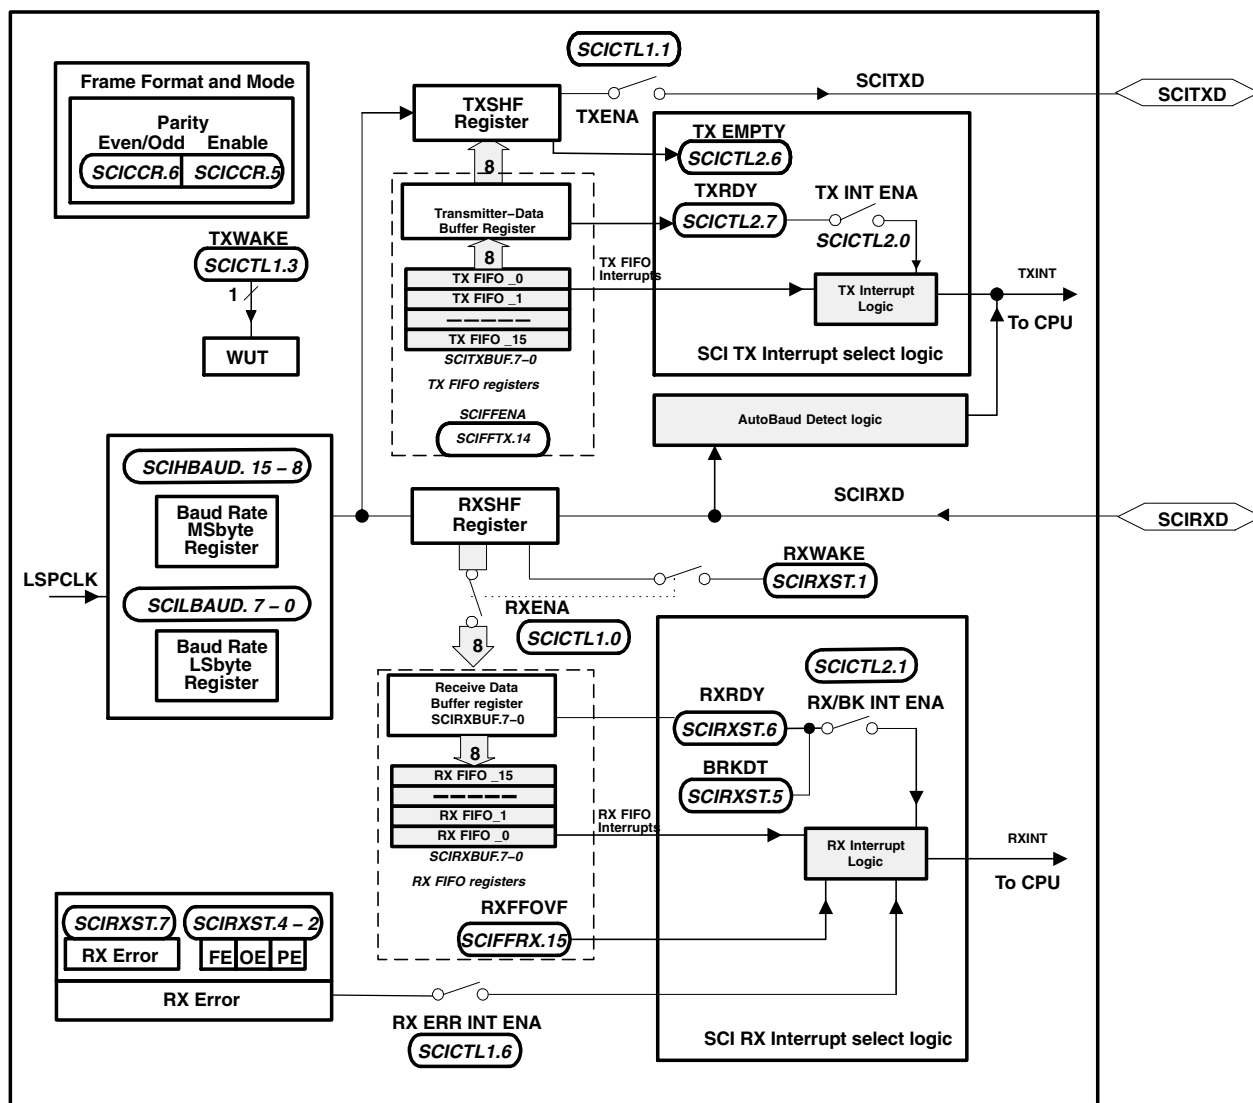 SCICTL1.1
Frame Format and Mode
Parity
Even/Odd Enable
SCICCR.6 SCICCR.5
TXSHF
Register
TXENA
SCITXD
SCITXD
8
TX EMPTY
SCICTL2.6
TXRDY
SCICTL2.7
TX INT ENA
SCICTL2.0
Transmitter–Data
Buffer Register
8
TX FIFO
Interrupts
TX FIFO _0
TX FIFO _1
— — — — —
TX FIFO _15
SCITXBUF.7–0
TX FIFO registers
SCIFFENA
SCIFFTX.14
TX Interrupt
Logic
TXINT
To CPU
SCI TX Interrupt select logic
AutoBaud Detect logic
TXWAKE
SCICTL1.3
1
WUT
SCIHBAUD. 15 – 8
Baud Rate
MSbyte
Register
LSPCLK
SCILBAUD. 7 – 0
Baud Rate
LSbyte
Register
RXSHF
Register
SCIRXD
SCIRXD
RXWAKE
SCIRXST.1
RXENA
SCICTL1.0
8
Receive Data
Buffer register
SCIRXBUF.7–0
8
RX FIFO _15
— — — — —
RX FIFO_1
RX FIFO _0
SCIRXBUF.7–0
RX FIFO registers
RX FIFO
Interrupts
SCICTL2.1
RXRDY
RX/BK INT ENA
SCIRXST.6
BRKDT
SCIRXST.5
RX Interrupt
Logic
RXINT
To CPU
RXFFOVF
SCIFFRX.15
SCIRXST.7
SCIRXST.4 – 2
RX Error
FE OE PE
RX Error
RX ERR INT ENA
SCICTL1.6
SCI RX Interrupt select logic